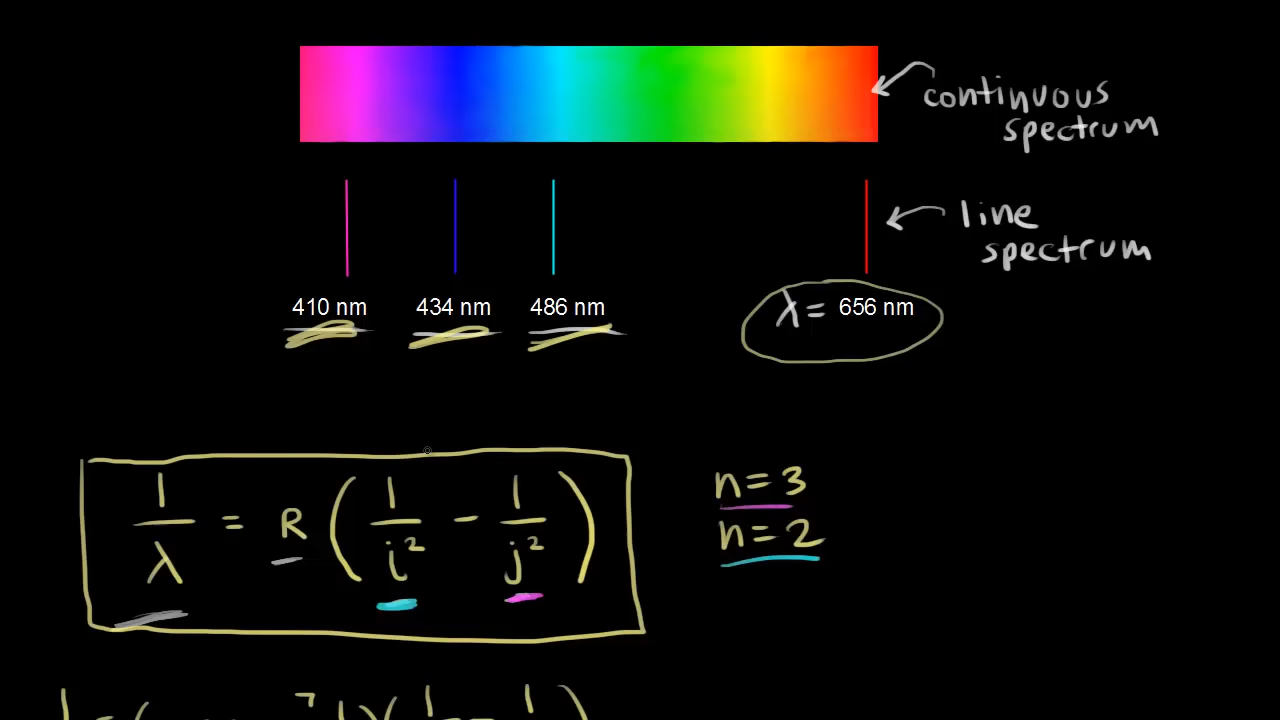 continuous
spectrum
line
spectrum
410 nm 434 nm 486 nm λ = 656 nm
1/λ = R (1/i² - 1/j²)
n = 3
n = 2